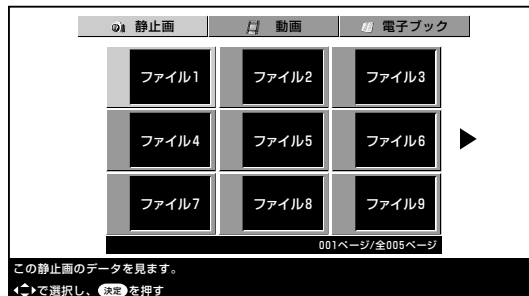 静止画 動画 電子ブック
ファイル1 ファイル2 ファイル3
ファイル4 ファイル5 ファイル6
ファイル7 ファイル8 ファイル9
001ページ/全005ページ
この静止画のデータを見ます。
で選択し、決定を押す